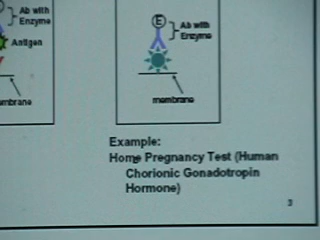 Ab with
Enzyme
Antigen
mbrane
E
Ab with
Enzyme
membrane
Example:
Home Pregnancy Test (Human
Chorionic Gonadotropin
Hormone)
3